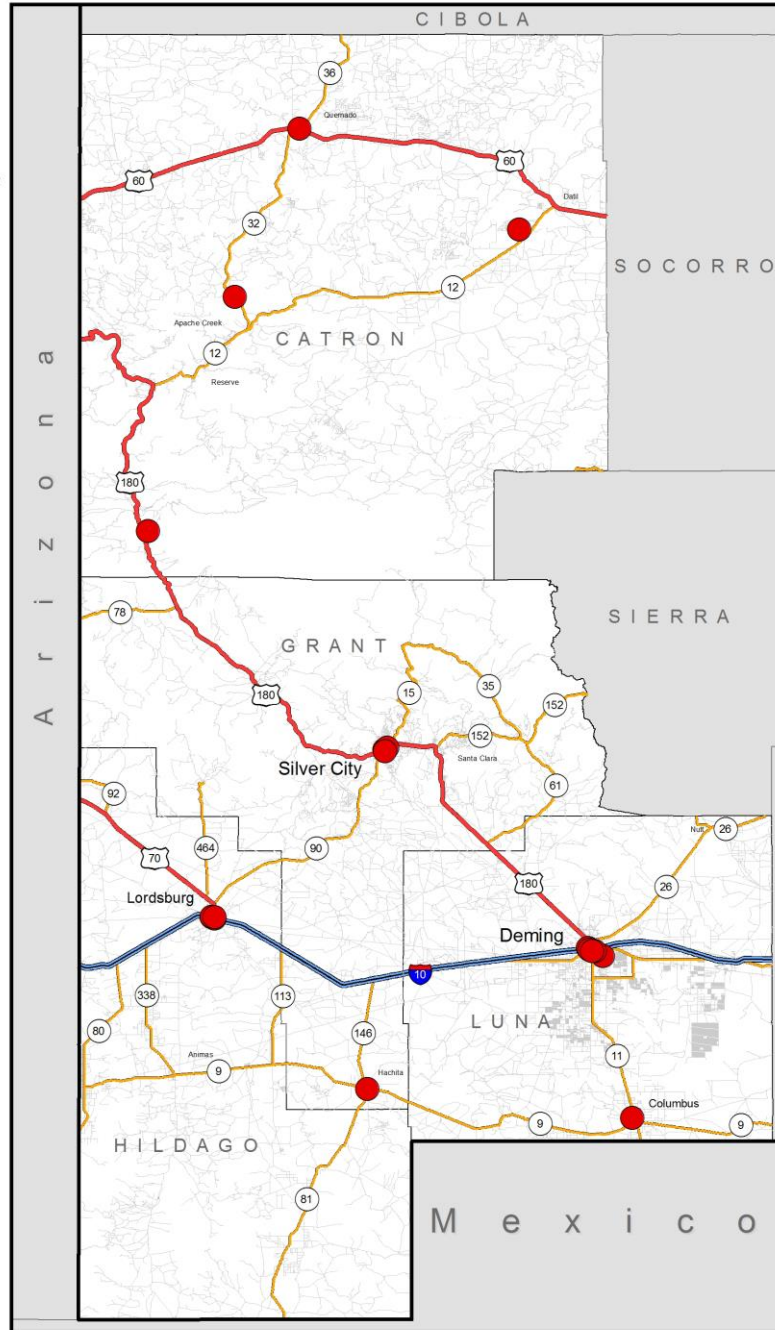 CIBOLA
36
Quemado
60
60
Datil
32
SOCORRO
12
Apache Creek
CATRON
12
Reserve
Arizona
180
78
SIERRA
GRANT
180
15
35
152
152
Silver City
Santa Clara
61
92
70
464
90
Nutt
26
180
26
Lordsburg
Deming
10
338
113
LUNA
80
146
11
Animas
9
Hachita
Columbus
9
9
HILDAGO
81
Mexico